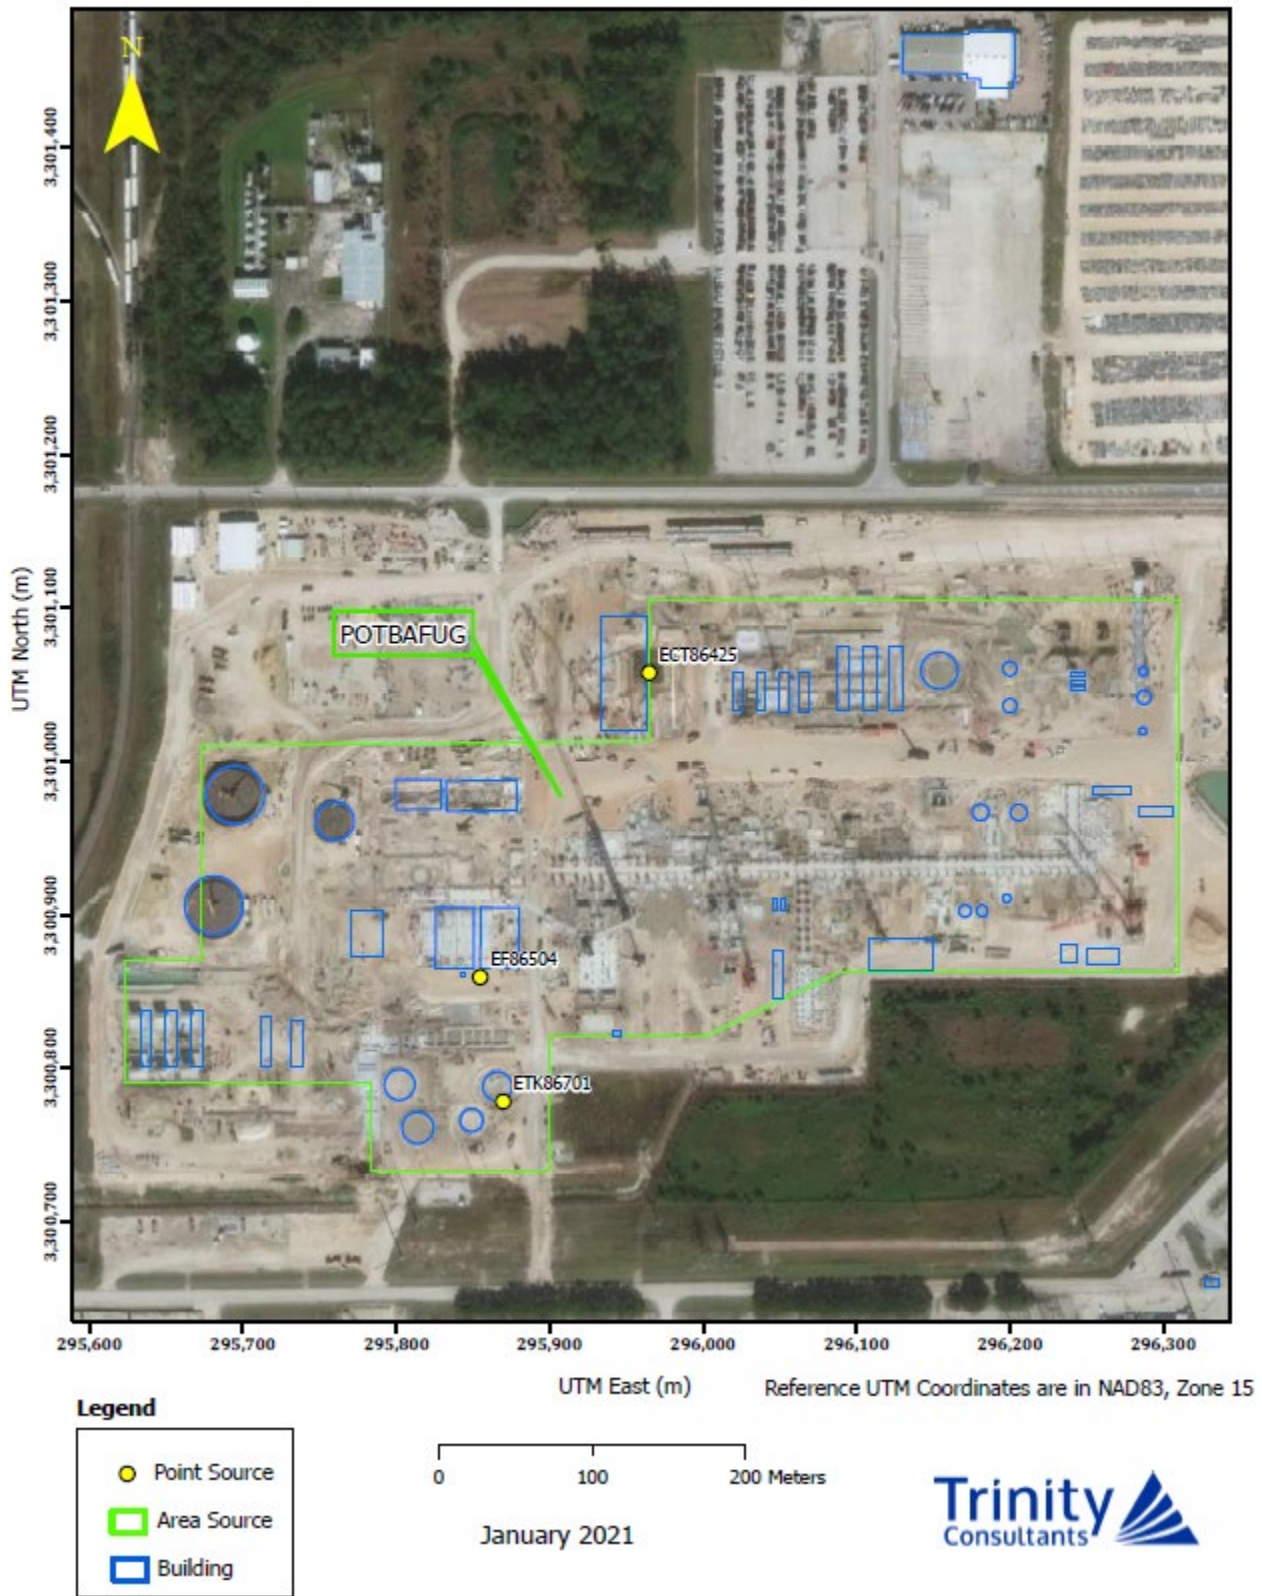 N
3,301,400
3,301,300
3,301,200
3,301,100
3,301,000
3,300,900
3,300,800
3,300,700
UTM North (m)
POTBAFUG
ECT86425
EF86504
ETK86701
295,600 295,700 295,800 295,900 296,000 296,100 296,200 296,300
UTM East (m)
Reference UTM Coordinates are in NAD83, Zone 15
Legend
Point Source
Area Source
Building
0 100 200 Meters
January 2021
Trinity
Consultants